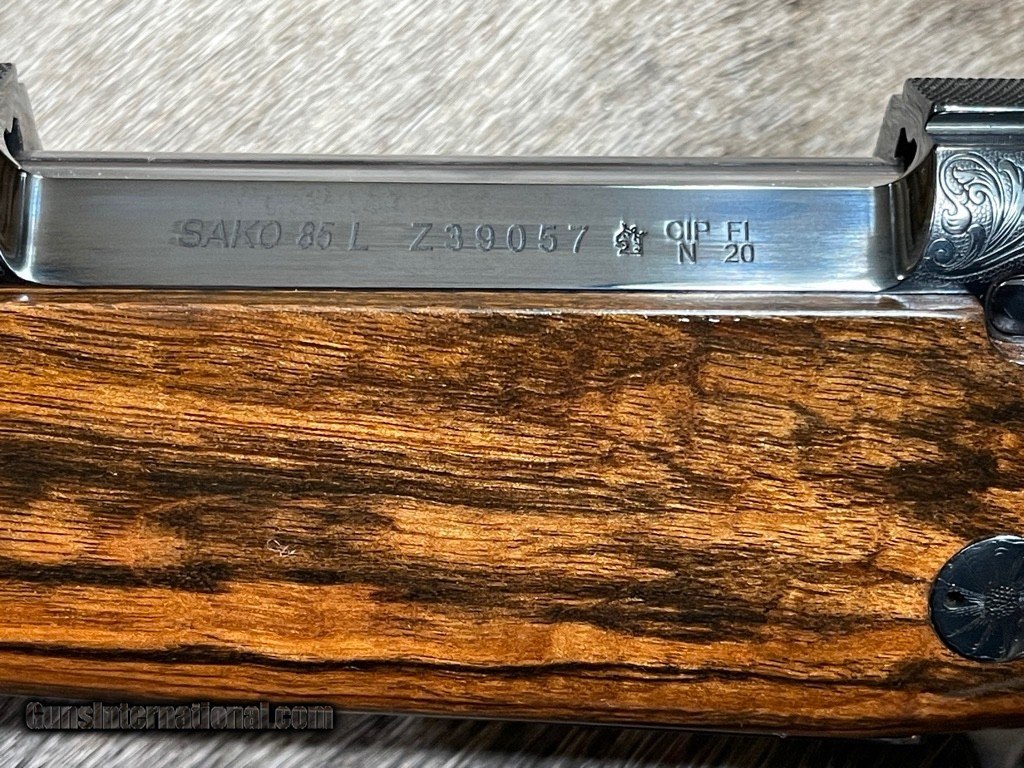 SAKO 85 L Z39057 CIP FI
N 20
GunsInternational.com